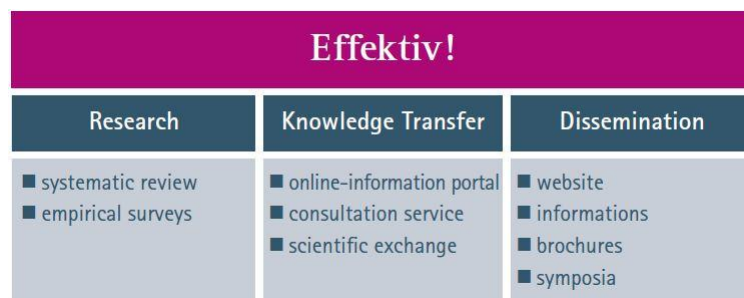 Effektiv!
Research
systematic review
empirical surveys
Knowledge Transfer
online-information portal
consultation service
scientific exchange
Dissemination
website
informations
brochures
symposia